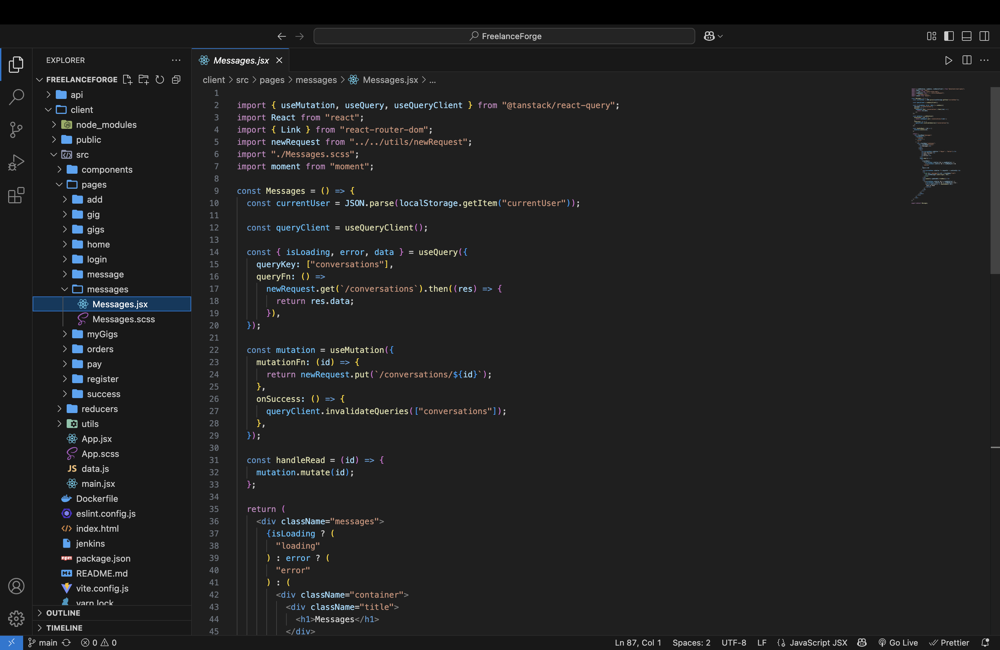 FreelanceForge
EXPLORER
FREELANCEFORGE
api
client
node_modules
public
src
components
pages
add
gig
gigs
home
login
message
messages
Messages.jsx
Messages.scss
myGigs
orders
pay
register
success
reducers
utils
App.jsx
App.scss
JS data.js
main.jsx
Dockerfile
eslint.config.js
index.html
jenkins
npm package.json
M↓ README.md
vite.config.js
yarn.lock
OUTLINE
TIMELINE
Messages.jsx
client > src > pages > messages > Messages.jsx > ...
1
2 import { useMutation, useQuery, useQueryClient } from "@tanstack/react-query";
3 import React from "react";
4 import { Link } from "react-router-dom";
5 import newRequest from "../../utils/newRequest";
6 import "./Messages.scss";
7 import moment from "moment";
8
9 const Messages = () => {
10 const currentUser = JSON.parse(localStorage.getItem("currentUser"));
11
12 const queryClient = useQueryClient();
13
14 const { isLoading, error, data } = useQuery({
15 queryKey: ["conversations"],
16 queryFn: () =>
17 newRequest.get(`/conversations`).then((res) => {
18 return res.data;
19 }),
20 });
21
22 const mutation = useMutation({
23 mutationFn: (id) => {
24 return newRequest.put(`/conversations/${id}`);
25 },
26 onSuccess: () => {
27 queryClient.invalidateQueries(["conversations"]);
28 },
29 });
30
31 const handleRead = (id) => {
32 mutation.mutate(id);
33 };
34
35 return (
36 <div className="messages">
37 {isLoading ? (
38 "loading"
39 ) : error ? (
40 "error"
41 ) : (
42 <div className="container">
43 <div className="title">
44 <h1>Messages</h1>
45 </div>
main 0 0 Ln 87, Col 1 Spaces: 2 UTF-8 LF JavaScript JSX Go Live Prettier